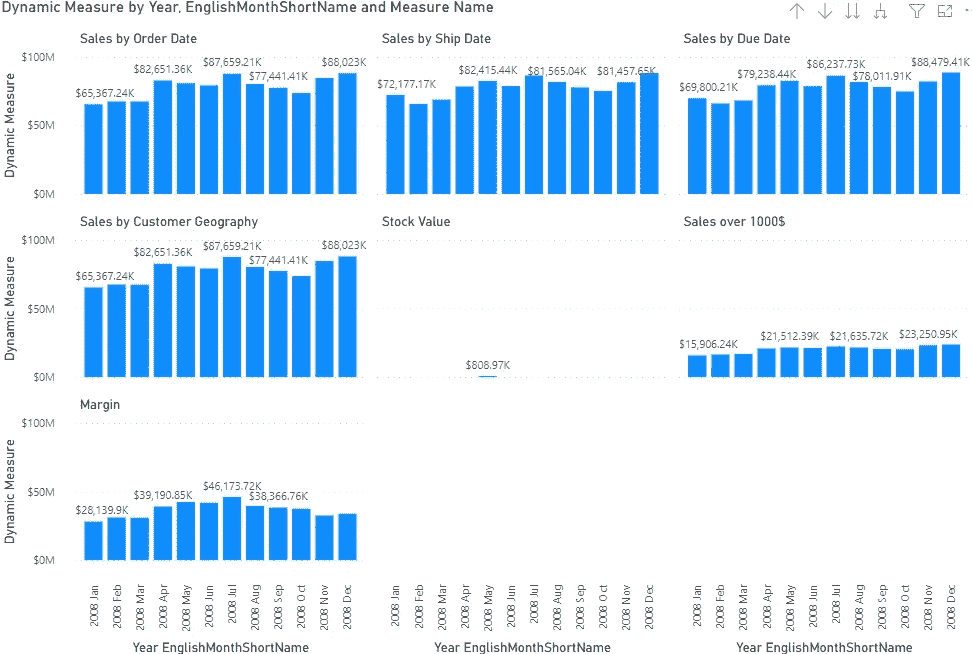 Dynamic Measure by Year, EnglishMonthShortName and Measure Name
Sales by Order Date
Sales by Ship Date
Sales by Due Date
Dynamic Measure
$100M
$50M
$0M
$65,367.24K
$82,651.36K
$87,659.21K
$77,441.41K
$88,023K
$72,177.17K
$82,415.44K
$81,565.04K
$81,457.65K
$69,800.21K
$79,238.44K
$86,237.73K
$78,011.91K
$88,479.41K
Sales by Customer Geography
Stock Value
Sales over 1000$
Dynamic Measure
$100M
$50M
$0M
$65,367.24K
$82,651.36K
$87,659.21K
$77,441.41K
$88,023K
$808.97K
$15,906.24K
$21,512.39K
$21,635.72K
$23,250.95K
Margin
Dynamic Measure
$100M
$50M
$0M
$28,139.9K
$39,190.85K
$46,173.72K
$38,366.76K
2008 Jan
2008 Feb
2008 Mar
2008 Apr
2008 May
2008 Jun
2008 Jul
2008 Aug
2008 Sep
2008 Oct
2008 Nov
2008 Dec
2008 Jan
2008 Feb
2008 Mar
2008 Apr
2008 May
2008 Jun
2008 Jul
2008 Aug
2008 Sep
2008 Oct
2008 Nov
2008 Dec
2008 Jan
2008 Feb
2008 Mar
2008 Apr
2008 May
2008 Jun
2008 Jul
2008 Aug
2008 Sep
2008 Oct
2008 Nov
2008 Dec
Year EnglishMonthShortName
Year EnglishMonthShortName
Year EnglishMonthShortName